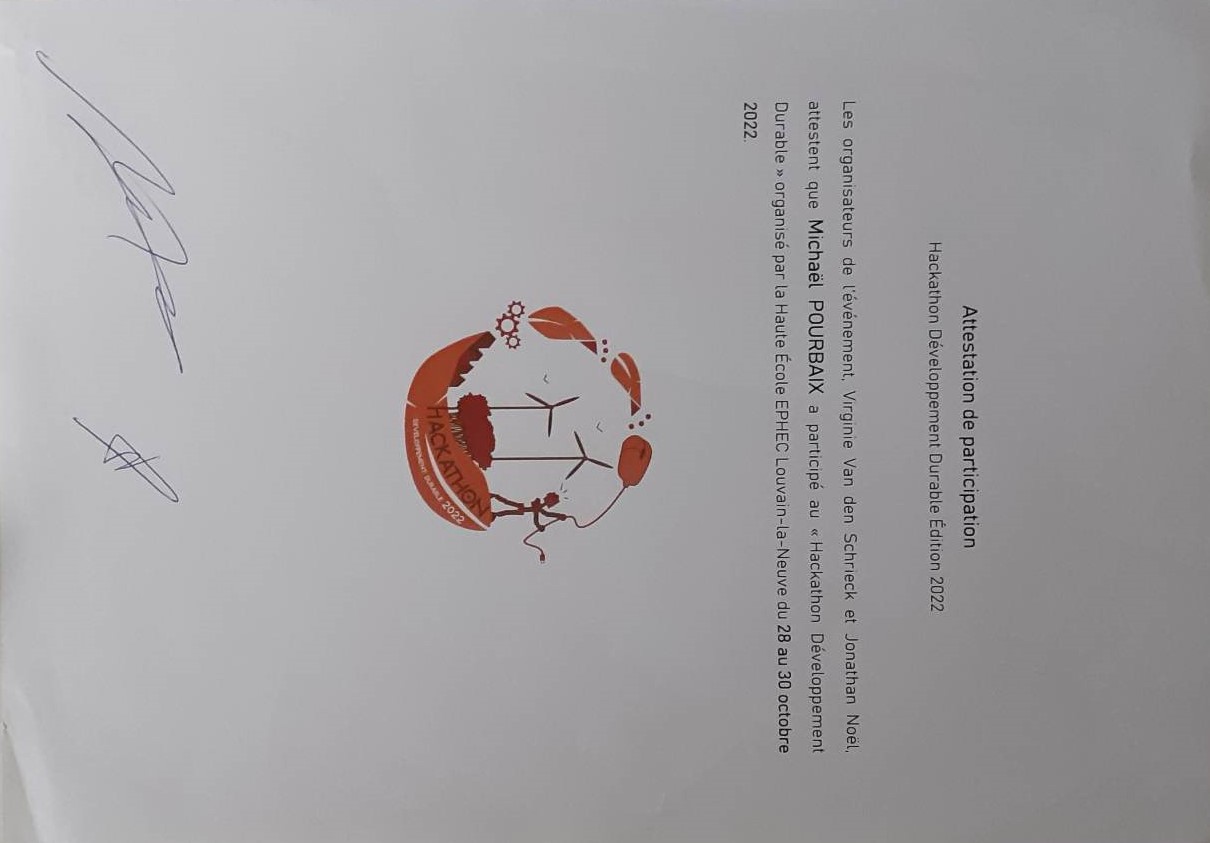 Attestation de participation
Hackathon Développement Durable Édition 2022
Les organisateurs de l'événement, Virginie Van den Schrieck et Jonathan Noël,
attestent que Michaël POURBAIX a participé au « Hackathon Développement
Durable » organisé par la Haute École EPHEC Louvain-la-Neuve du 28 au 30 octobre
2022.
HACKATHON
DEVELOPPEMENT DURABLE 2022